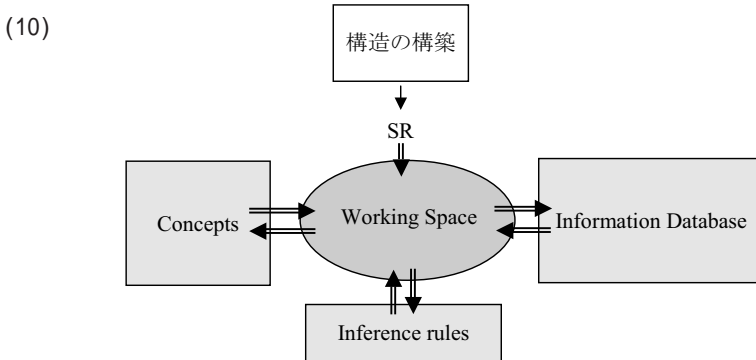 (10)
構造の構築
SR
Concepts
Working Space
Information Database
Inference rules